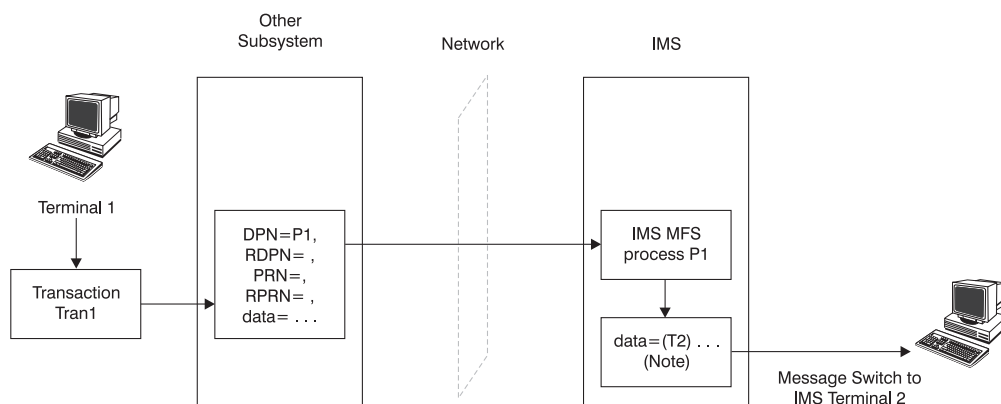 Other
Subsystem
Network
IMS
Terminal 1
Transaction
Tran1
DPN=P1,
RDPN= ,
PRN=,
RPRN= ,
data= . . .
IMS MFS
process P1
data=(T2) . . .
(Note)
Message Switch to
IMS Terminal 2